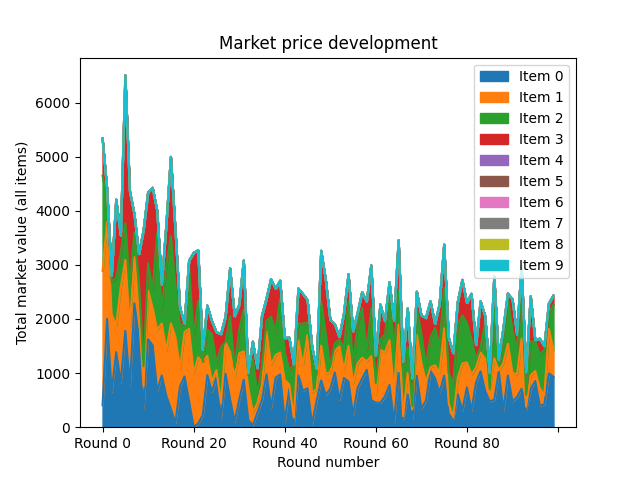 Market price development
Total market value (all items)
6000
5000
4000
3000
2000
1000
0
Item 0
Item 1
Item 2
Item 3
Item 4
Item 5
Item 6
Item 7
Item 8
Item 9
Round 0 Round 20 Round 40 Round 60 Round 80
Round number